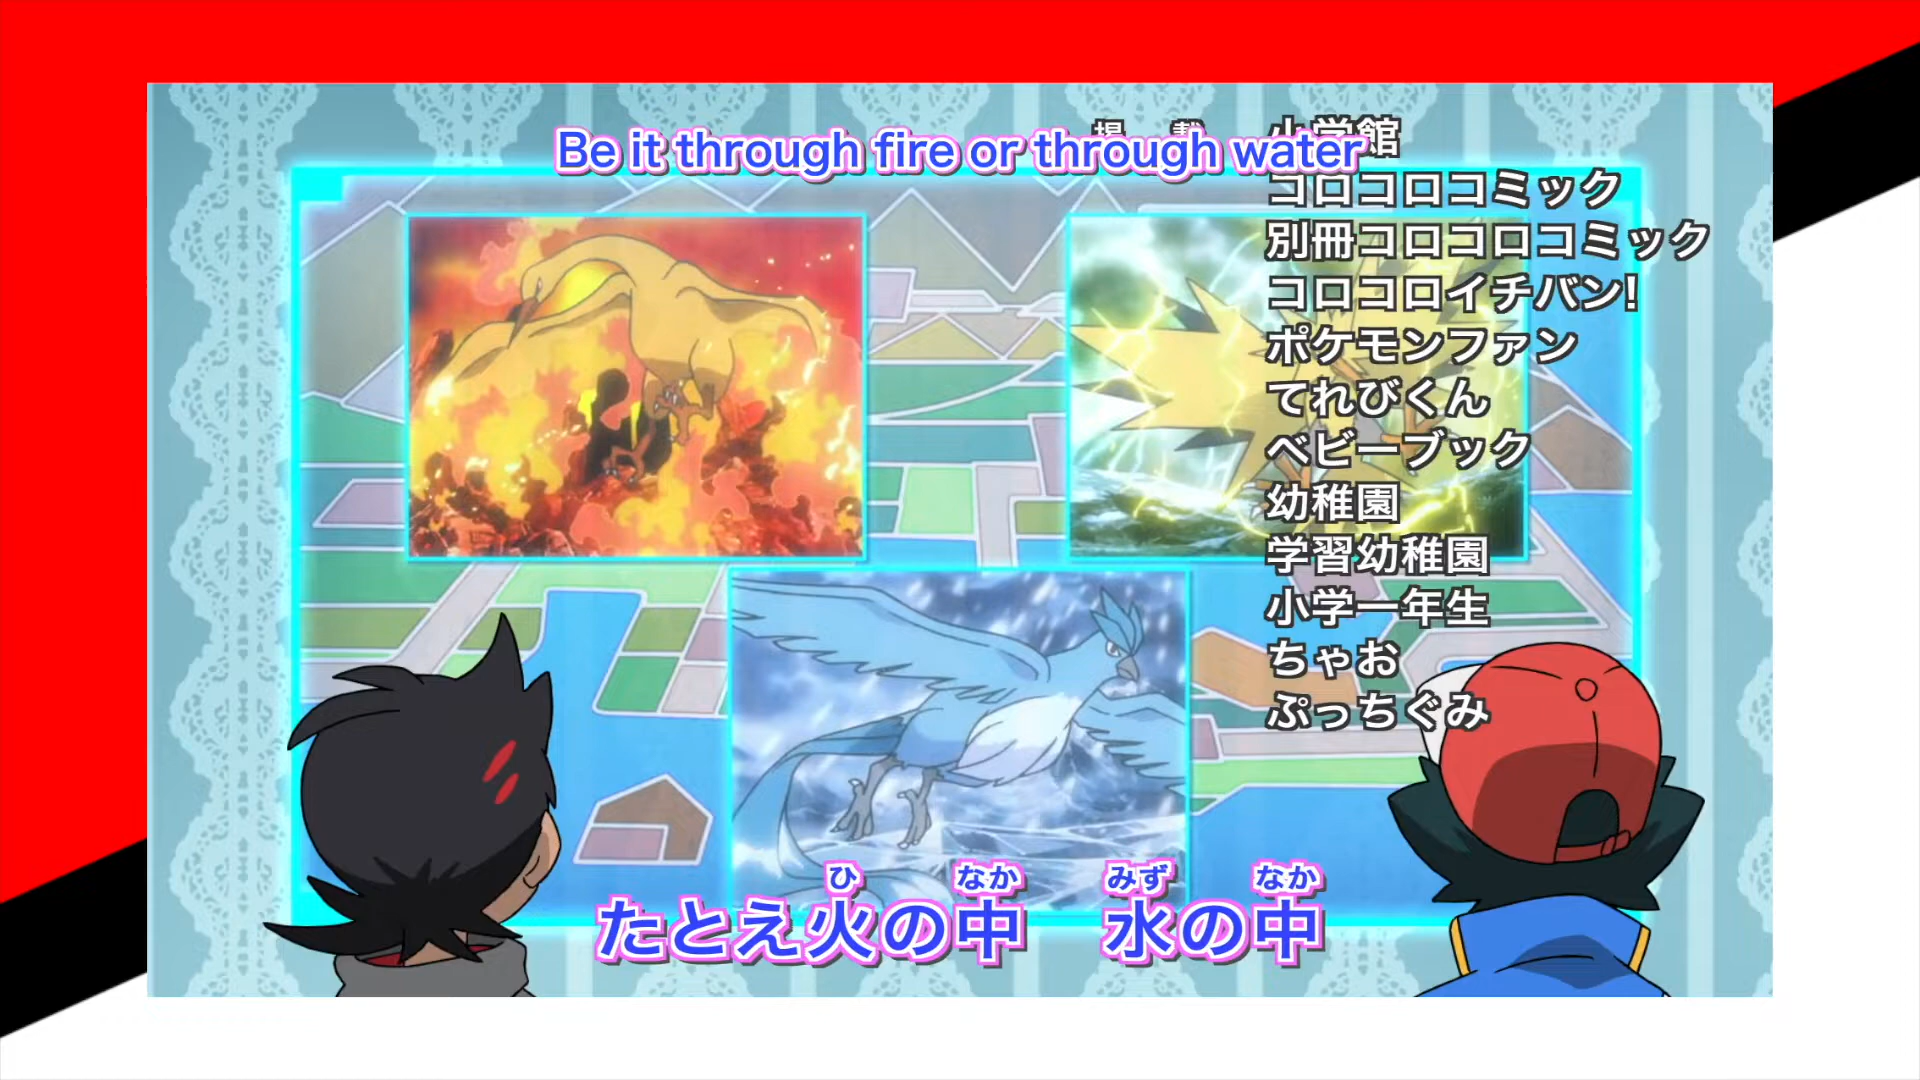 Be it through fire or through water
掲 載 小学館
コロコロコミック
別冊コロコロコミック
コロコロイチバン!
ポケモンファン
てれびくん
ベビーブック
幼稚園
学習幼稚園
小学一年生
ちゃお
ぷっちぐみ
ひ なか みず なか
たとえ火の中 水の中